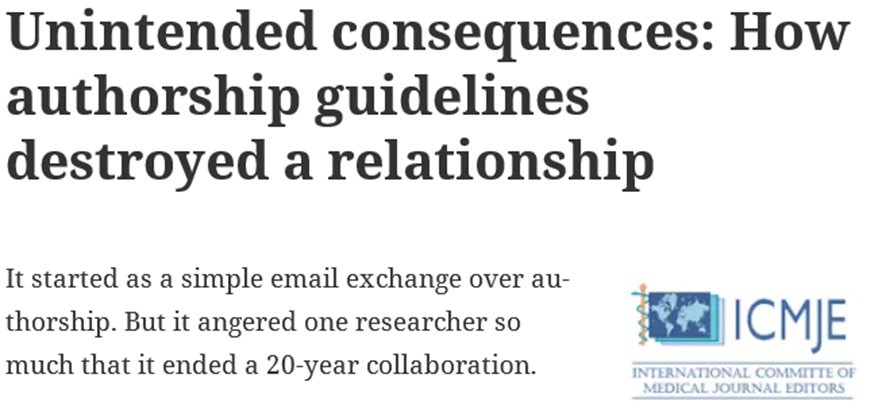 Unintended consequences: How
authorship guidelines
destroyed a relationship
It started as a simple email exchange over au-
thorship. But it angered one researcher so
much that it ended a 20-year collaboration.
ICMJE
INTERNATIONAL COMMITTE OF
MEDICAL JOURNAL EDITORS